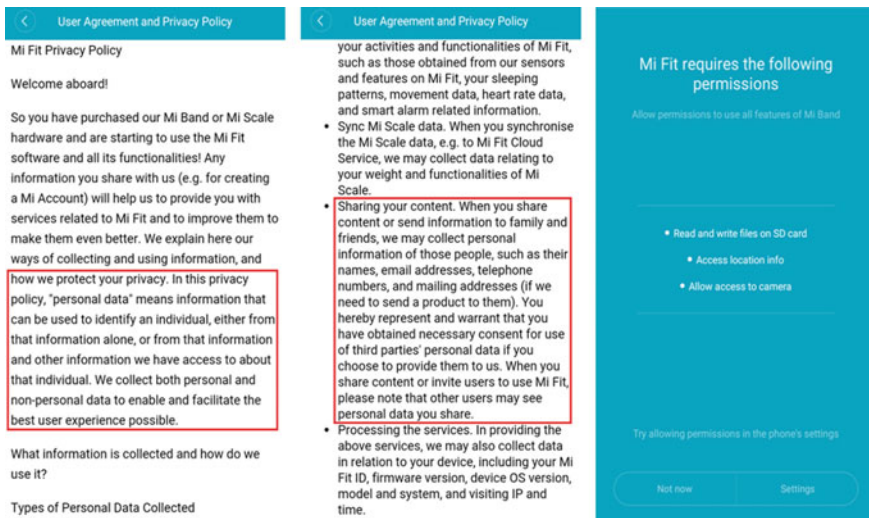 User Agreement and Privacy Policy
Mi Fit Privacy Policy
Welcome aboard!
So you have purchased our Mi Band or Mi Scale
hardware and are starting to use the Mi Fit
software and all its functionalities! Any
information you share with us (e.g. for creating
a Mi Account) will help us to provide you with
services related to Mi Fit and to improve them to
make them even better. We explain here our
ways of collecting and using information, and
how we protect your privacy. In this privacy
policy, "personal data" means information that
can be used to identify an individual, either from
that information alone, or from that information
and other information we have access to about
that individual. We collect both personal and
non-personal data to enable and facilitate the
best user experience possible.
What information is collected and how do we
use it?
Types of Personal Data Collected
User Agreement and Privacy Policy
your activities and functionalities of Mi Fit,
such as those obtained from our sensors
and features on Mi Fit, your sleeping
patterns, movement data, heart rate data,
and smart alarm related information.
• Sync Mi Scale data. When you synchronise
the Mi Scale data, e.g. to Mi Fit Cloud
Service, we may collect data relating to
your weight and functionalities of Mi
Scale.
• Sharing your content. When you share
content or send information to family and
friends, we may collect personal
information of those people, such as their
names, email addresses, telephone
numbers, and mailing addresses (if we
need to send a product to them). You
hereby represent and warrant that you
have obtained necessary consent for use
of third parties' personal data if you
choose to provide them to us. When you
share content or invite users to use Mi Fit,
please note that other users may see
personal data you share.
• Processing the services. In providing the
above services, we may also collect data
in relation to your device, including your Mi
Fit ID, firmware version, device OS version,
model and system, and visiting IP and
time.
Mi Fit requires the following
permissions
Allow permissions to use all features of Mi Band
• Read and write files on SD card
• Access location info
• Allow access to camera
Try allowing permissions in the phone's settings
Not now
Settings